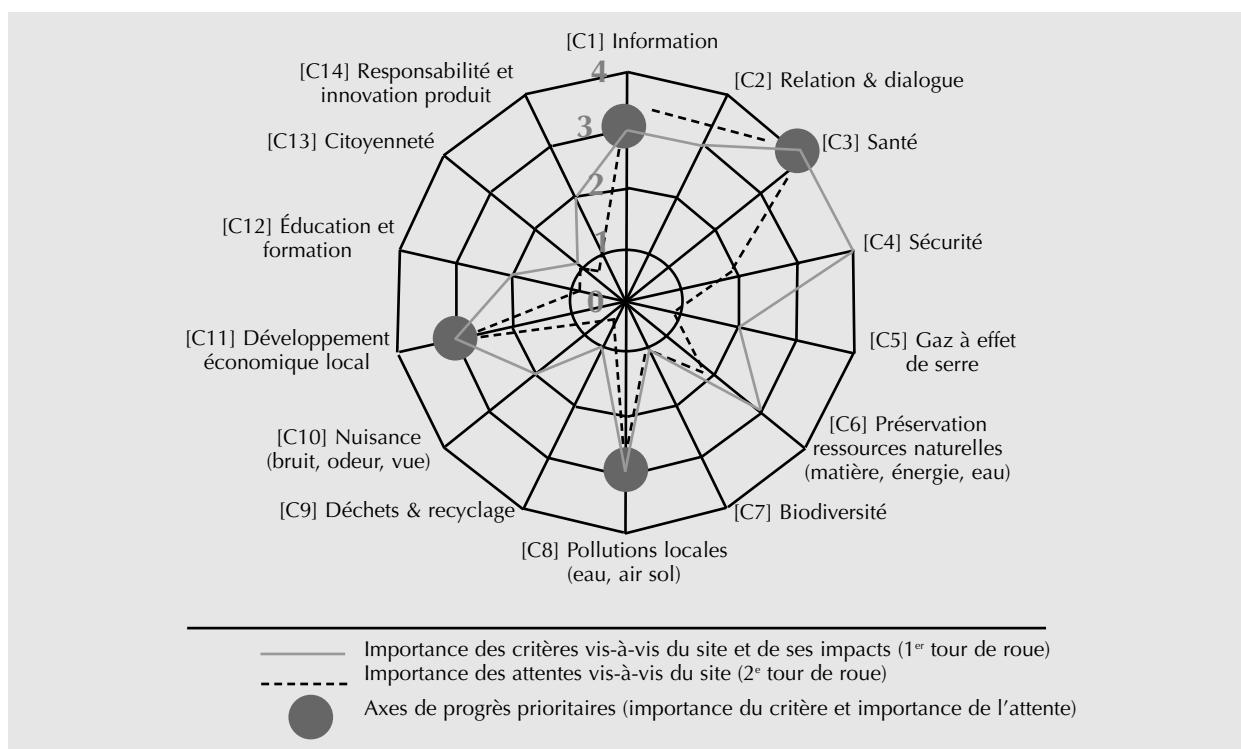 [C1] Information
[C14] Responsabilité et
innovation produit
[C2] Relation & dialogue
4
[C13] Citoyenneté
3
[C3] Santé
2
[C12] Éducation et
formation
1
[C4] Sécurité
0
[C11] Développement
économique local
[C5] Gaz à effet
de serre
[C10] Nuisance
(bruit, odeur, vue)
[C6] Préservation
ressources naturelles
(matière, énergie, eau)
[C9] Déchets & recyclage
[C7] Biodiversité
[C8] Pollutions locales
(eau, air sol)
Importance des critères vis-à-vis du site et de ses impacts (1er tour de roue)
Importance des attentes vis-à-vis du site (2e tour de roue)
Axes de progrès prioritaires (importance du critère et importance de l'attente)